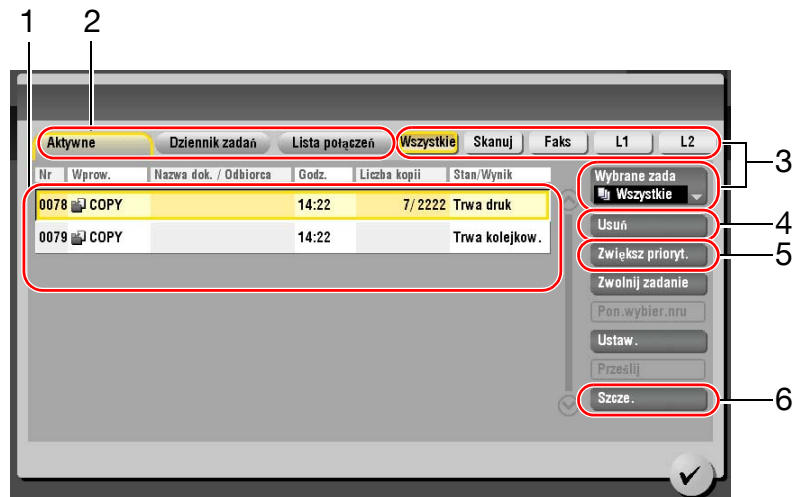 1
2
Aktywne Dziennik zadań Lista połączeń Wszystkie Skanuj Faks L1 L2
3
Nr Wprow. Nazwa dok. / Odbiorca Godz. Liczba kopii Stan/Wynik
Wybrane zada
Wszystkie
0078 COPY 14:22 7/2222 Trwa druk
Usuń
4
0079 COPY 14:22 Trwa kolejkow.
Zwiększ prioryt.
5
Zwolnij zadanie
Pon.wybier.nru
Ustaw.
Prześlij
Szcze.
6